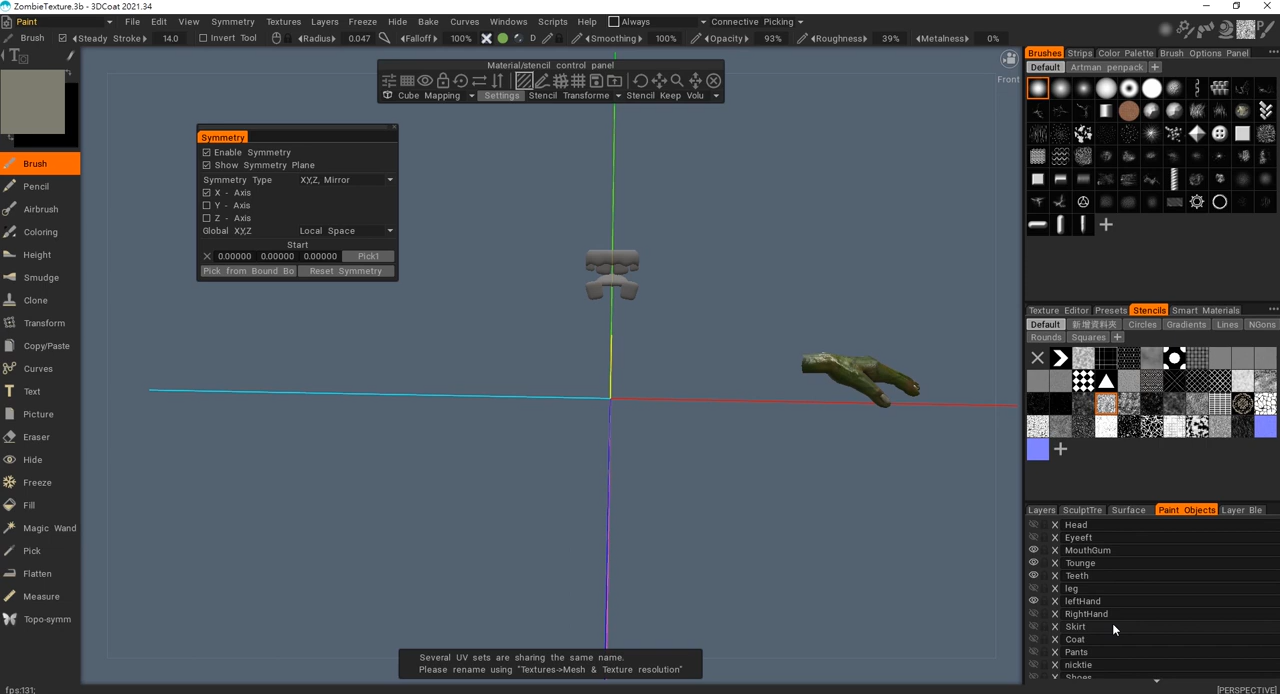 ZombieTexture.3b - 3DCoat 2021.34
Paint File Edit View Symmetry Textures Layers Freeze Hide Bake Curves Windows Scripts Help Always Connective Picking
Brush Steady Stroke 14.0 Invert Tool Radius 0.047 Falloff 100% D Smoothing 100% Opacity 93% Roughness 39% Metalness 0%
T
Front
Material/stencil control panel
Cube Mapping Settings Stencil Transforme Stencil Keep Volu
Symmetry
Enable Symmetry
Show Symmetry Plane
Symmetry Type X,Y,Z, Mirror
X - Axis
Y - Axis
Z - Axis
Global X,Y,Z Local Space
Start
0.00000 0.00000 0.00000 Pick1
Pick from Bound Bo Reset Symmetry
Brush
Pencil
Airbrush
Coloring
Height
Smudge
Clone
Transform
Copy/Paste
Curves
Text
Picture
Eraser
Hide
Freeze
Fill
Magic Wand
Pick
Flatten
Measure
Topo-symm
Brushes Strips Color Palette Brush Options Panel
Default Artman penpack
Texture Editor Presets Stencils Smart Materials
Default 新增資料夾 Circles Gradients Lines NGons
Rounds Squares
Layers SculptTre Surface Paint Objects Layer Ble
X Head
X Eyeeft
X MouthGum
X Tounge
X Teeth
X leg
X leftHand
X RightHand
X Skirt
X Coat
X Pants
X nicktie
X Shoes
Several UV sets are sharing the same name.
Please rename using "Textures->Mesh & Texture resolution"
fps:131;
[PERSPECTIVE]